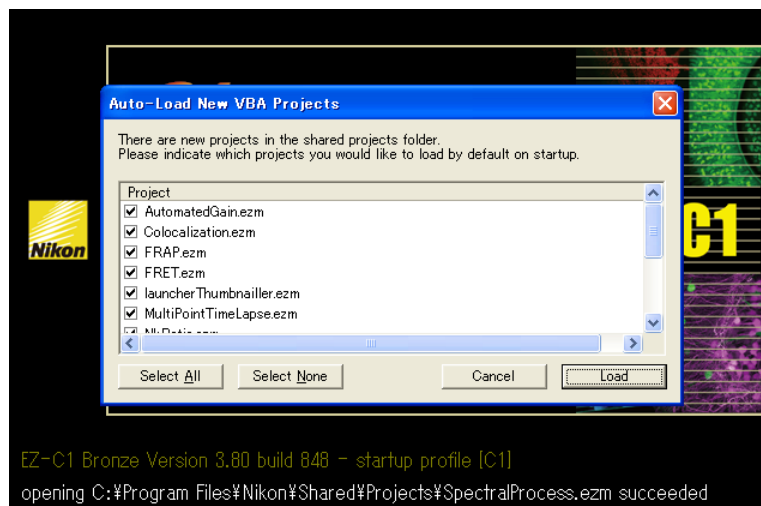 Auto-Load New VBA Projects
There are new projects in the shared projects folder.
Please indicate which projects you would like to load by default on startup.
Project
AutomatedGain.ezm
Colocalization.ezm
FRAP.ezm
FRET.ezm
launcherThumbnailler.ezm
MultiPointTimeLapse.ezm
Nikon
C1
Select All
Select None
Cancel
Load
EZ-C1 Bronze Version 3.80 build 848 - startup profile [C1]
opening C:¥Program Files¥Nikon¥Shared¥Projects¥SpectralProcess.ezm succeeded